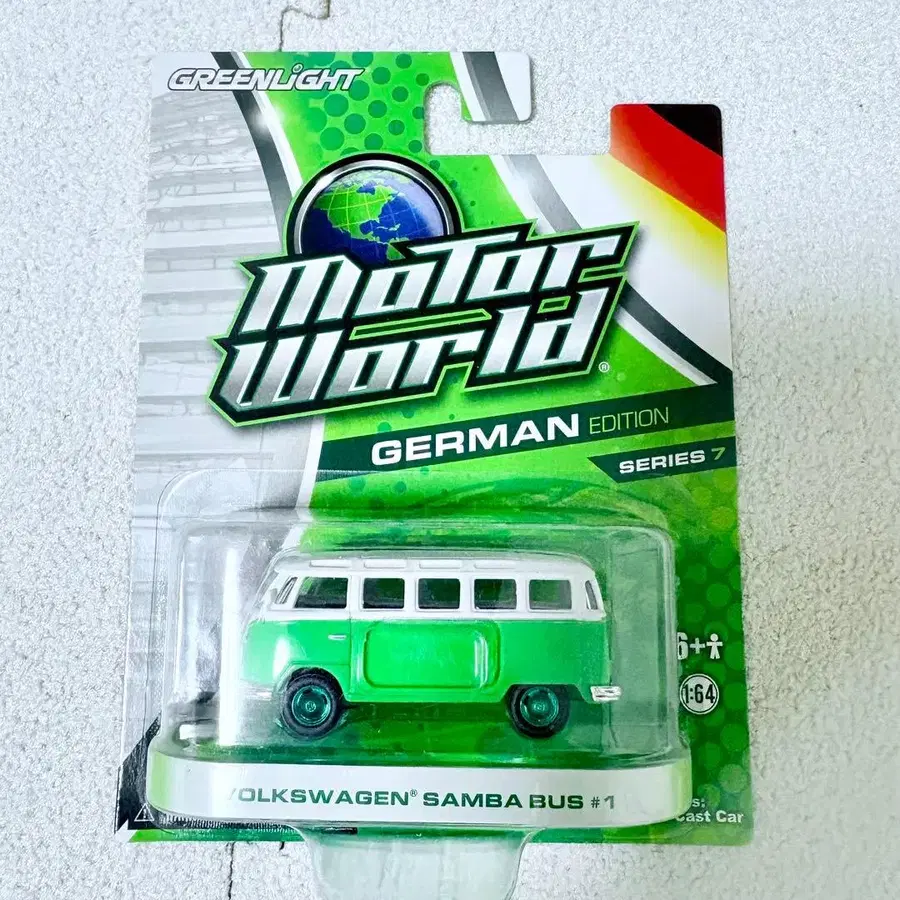 GREENLIGHT
Motor
World®
GERMAN EDITION
SERIES 7
6+
1:64
VOLKSWAGEN® SAMBA BUS #1
Cast Car